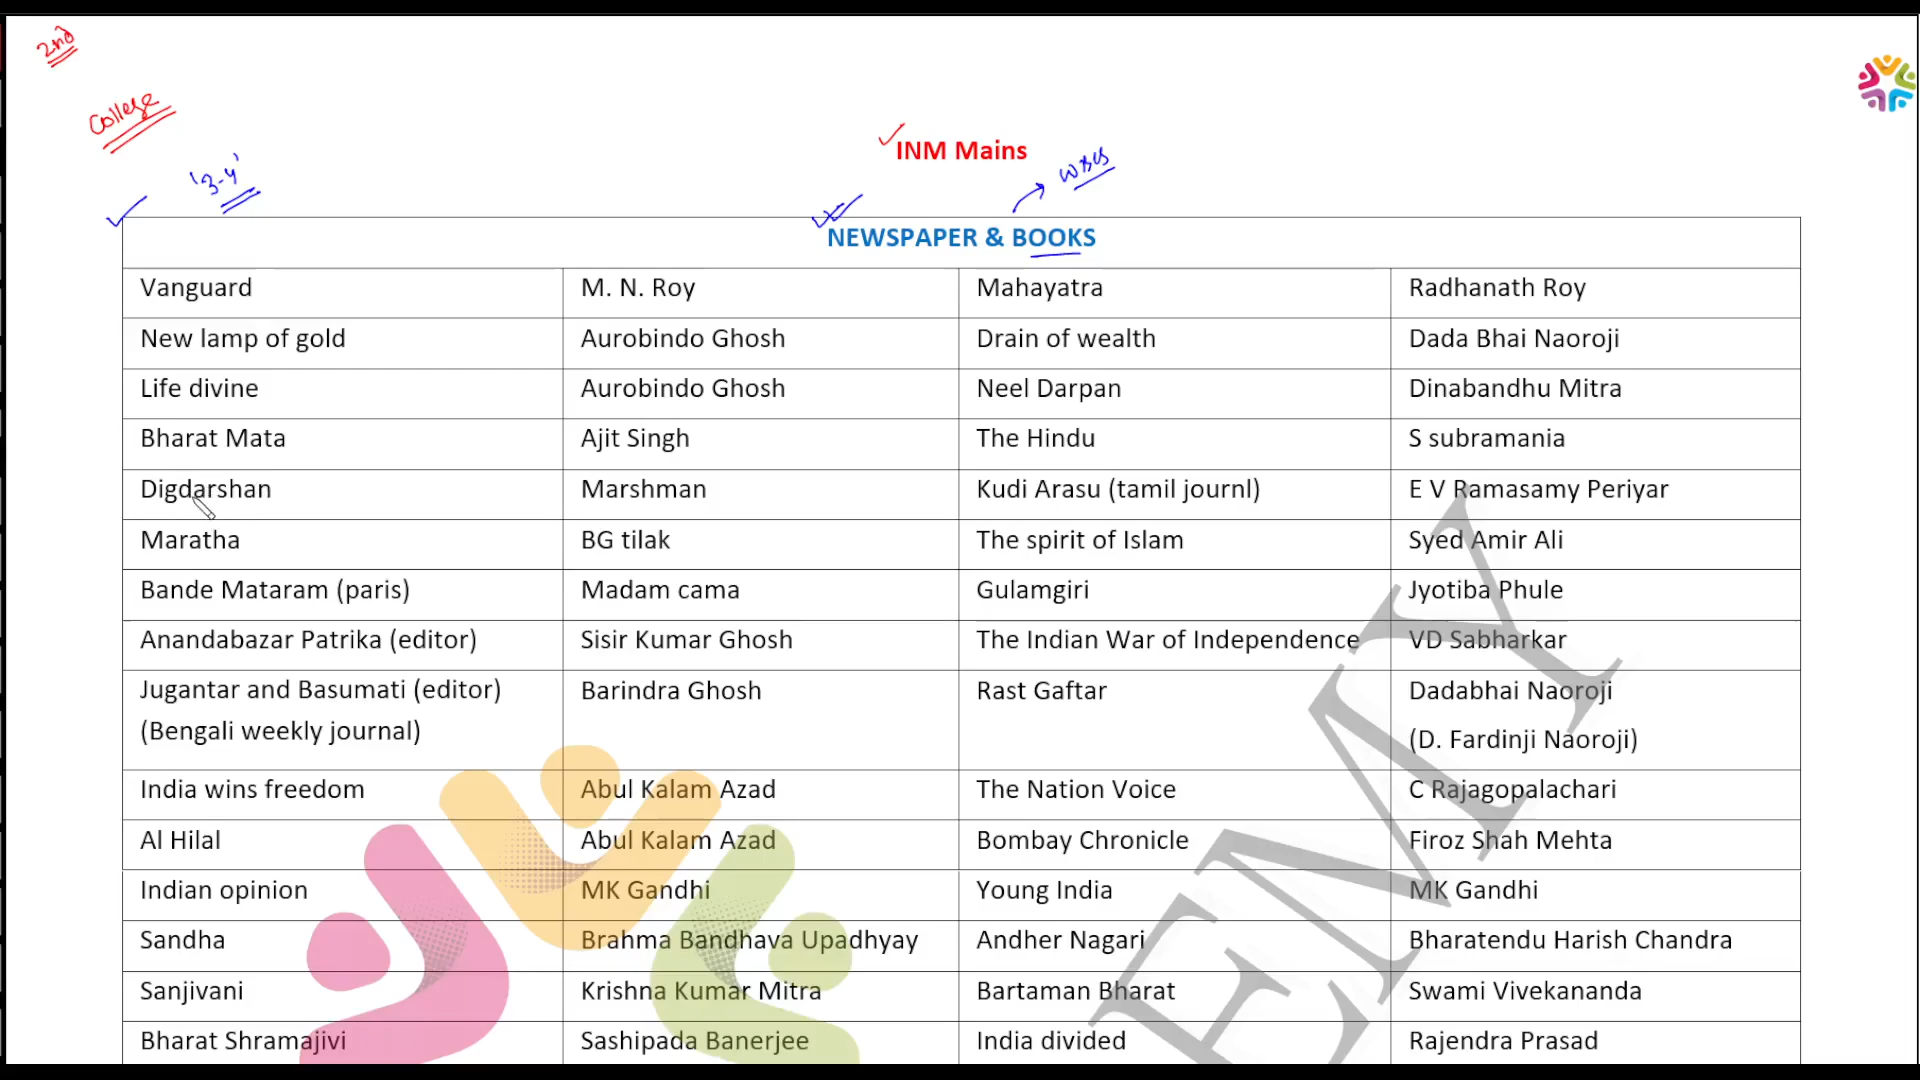 2nd
College
'3-4'
INM Mains
WBCS
NEWSPAPER & BOOKS
Vanguard M. N. Roy Mahayatra Radhanath Roy
New lamp of gold Aurobindo Ghosh Drain of wealth Dada Bhai Naoroji
Life divine Aurobindo Ghosh Neel Darpan Dinabandhu Mitra
Bharat Mata Ajit Singh The Hindu S subramania
Digdarshan Marshman Kudi Arasu (tamil journl) E V Ramasamy Periyar
Maratha BG tilak The spirit of Islam Syed Amir Ali
Bande Mataram (paris) Madam cama Gulamgiri Jyotiba Phule
Anandabazar Patrika (editor) Sisir Kumar Ghosh The Indian War of Independence VD Sabharkar
Jugantar and Basumati (editor) Barindra Ghosh Rast Gaftar Dadabhai Naoroji
(Bengali weekly journal) (D. Fardinji Naoroji)
India wins freedom Abul Kalam Azad The Nation Voice C Rajagopalachari
Al Hilal Abul Kalam Azad Bombay Chronicle Firoz Shah Mehta
Indian opinion MK Gandhi Young India MK Gandhi
Sandha Brahma Bandhava Upadhyay Andher Nagari Bharatendu Harish Chandra
Sanjivani Krishna Kumar Mitra Bartaman Bharat Swami Vivekananda
Bharat Shramajivi Sashipada Banerjee India divided Rajendra Prasad
EMY